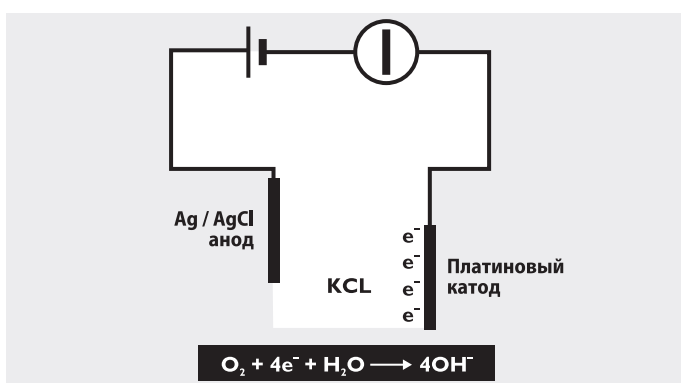 Ag / AgCl
анод
e⁻
e⁻
e⁻
e⁻
KCL
Платиновый
катод
O₂ + 4e⁻ + H₂O ⟶ 4OH⁻